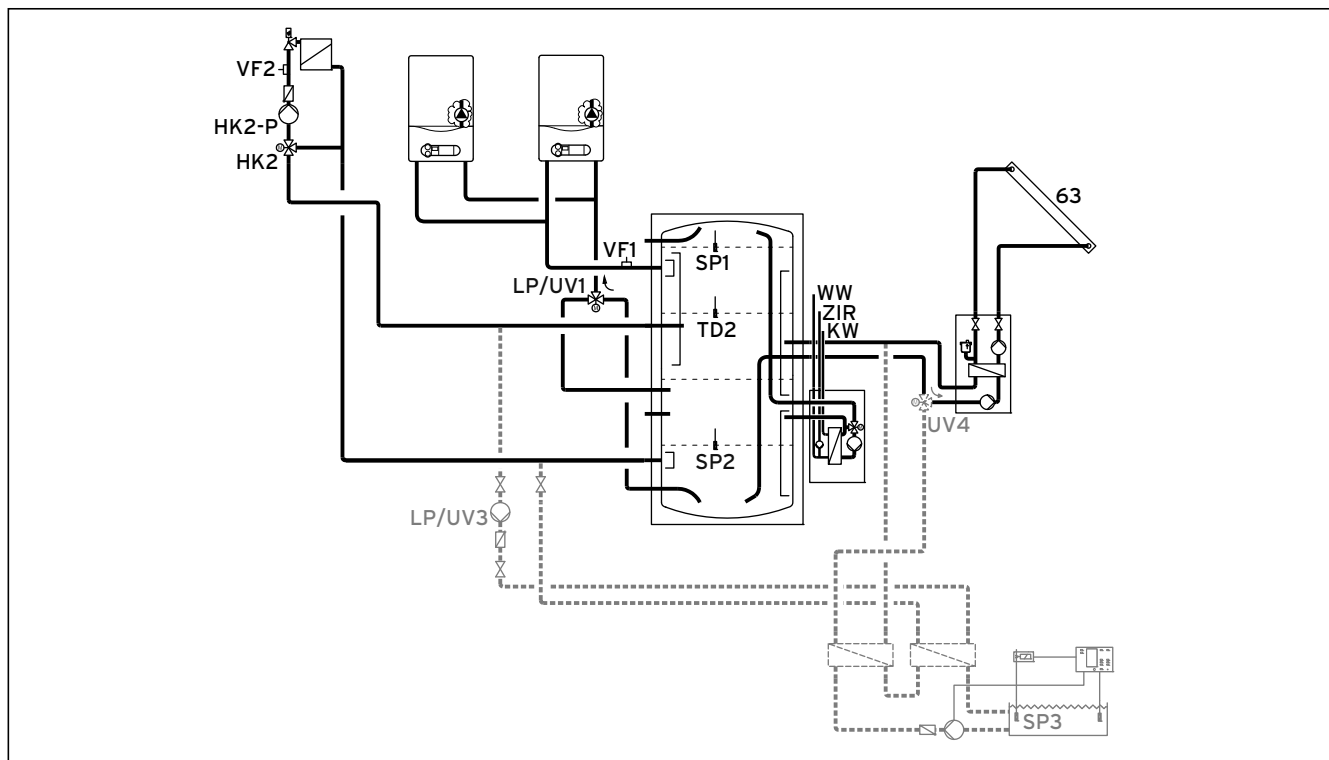 VF2
HK2-P
HK2
63
VF1
SP1
LP/UV1
WW
ZIR
KW
TD2
UV4
SP2
LP/UV3
SP3